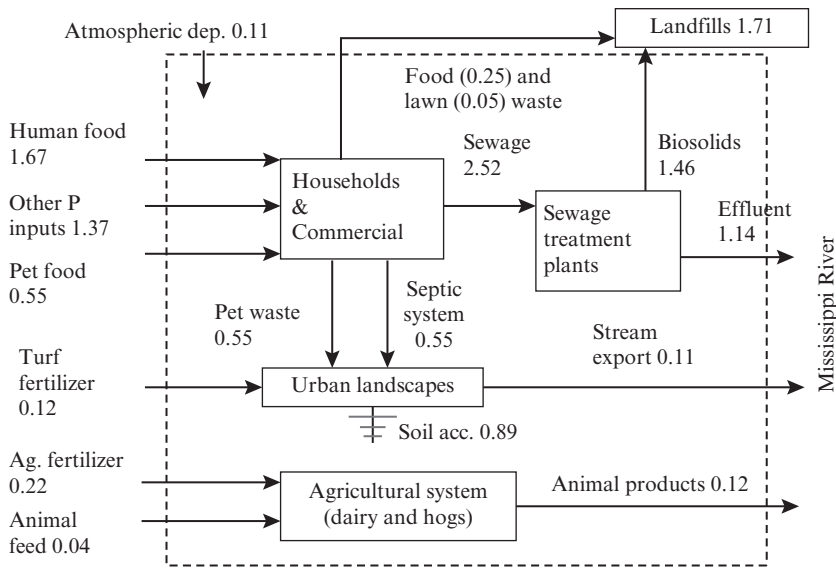 Atmospheric dep. 0.11
Landfills 1.71
Food (0.25) and
lawn (0.05) waste
Human food
1.67
Other P
inputs 1.37
Pet food
0.55
Households
&
Commercial
Sewage
2.52
Biosolids
1.46
Sewage
treatment
plants
Effluent
1.14
Mississippi River
Pet waste
0.55
Septic
system
0.55
Turf
fertilizer
0.12
Urban landscapes
Stream
export 0.11
Soil acc. 0.89
Ag. fertilizer
0.22
Animal
feed 0.04
Agricultural system
(dairy and hogs)
Animal products 0.12